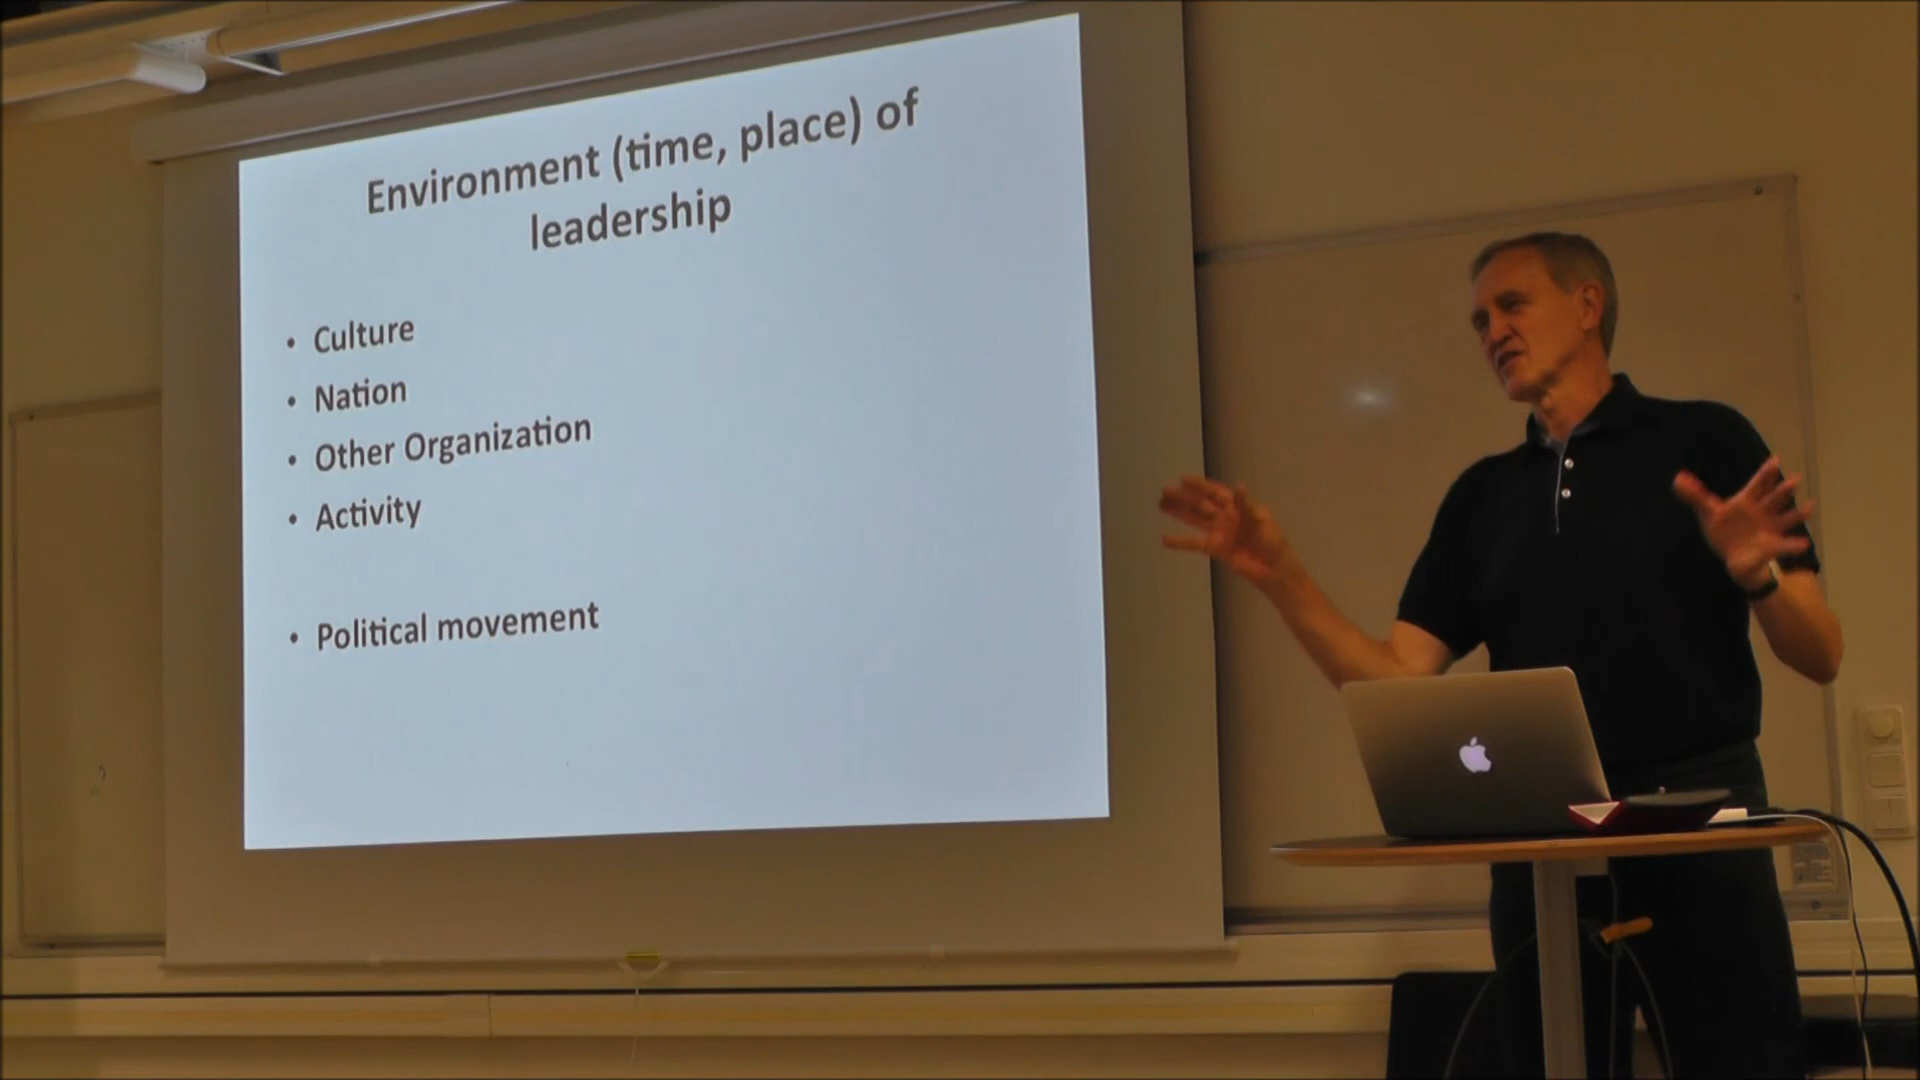 Environment (time, place) of
leadership
• Culture
• Nation
• Other Organization
• Activity
• Political movement